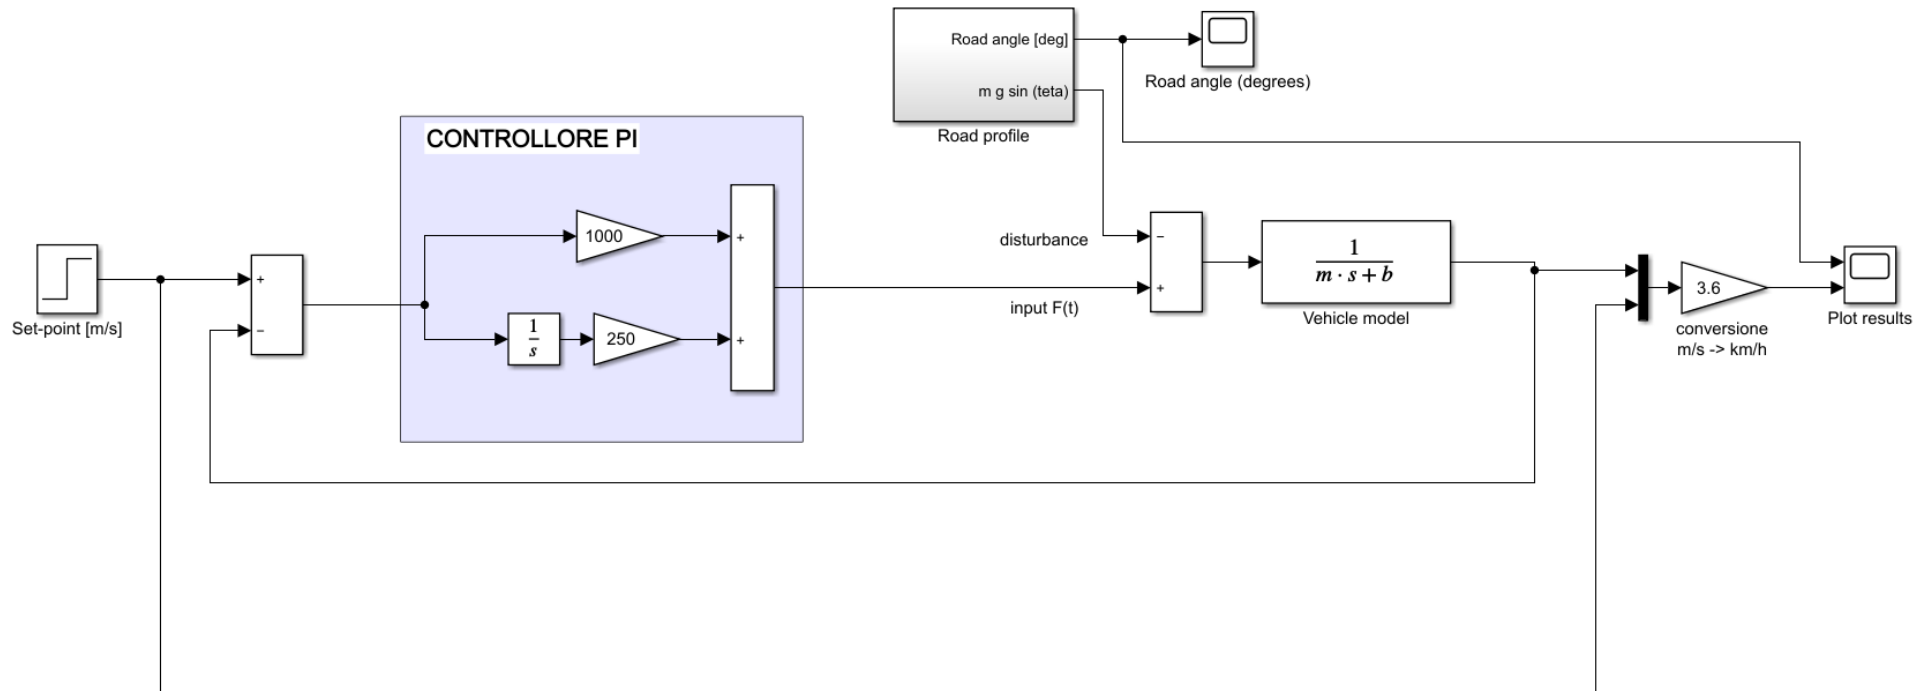 Road angle [deg]
m g sin (teta)
Road profile
Road angle (degrees)
CONTROLLORE PI
Set-point [m/s]
+
−
1000
1
s
250
+
+
disturbance
input F(t)
−
+
1
m · s + b
Vehicle model
3.6
conversione
m/s -> km/h
Plot results